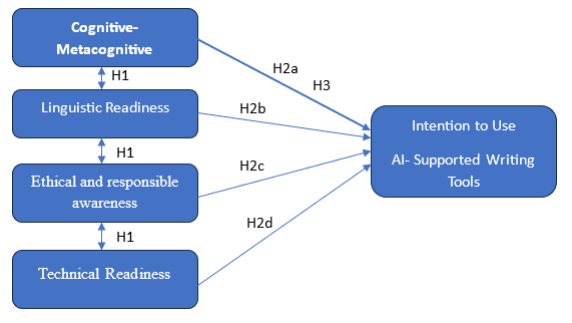 Cognitive-
Metacognitive
H1
H2a
H3
Linguistic Readiness
H2b
H1
Ethical and responsible
awareness
H2c
H1
H2d
Technical Readiness
Intention to Use
AI- Supported Writing
Tools